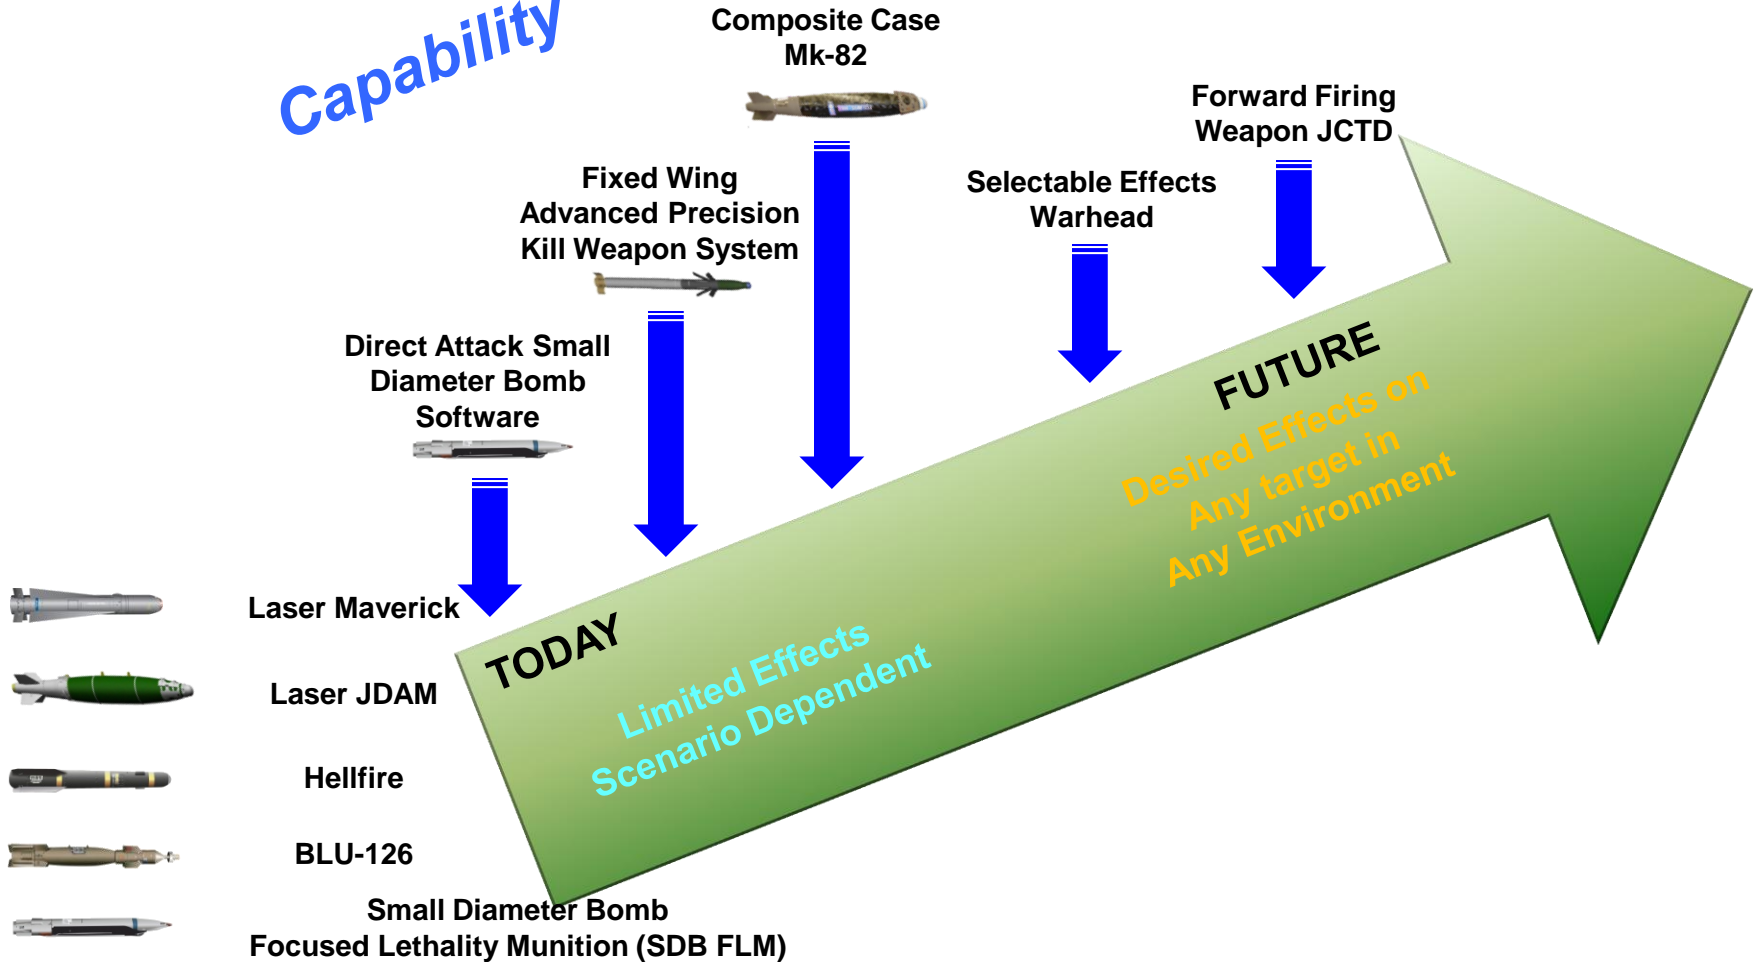 Capability
Composite Case
Mk-82
Forward Firing
Weapon JCTD
Fixed Wing
Advanced Precision
Kill Weapon System
Selectable Effects
Warhead
Direct Attack Small
Diameter Bomb
Software
FUTURE
Desired Effects on
Any target in
Any Environment
TODAY
Limited Effects
Scenario Dependent
Laser Maverick
Laser JDAM
Hellfire
BLU-126
Small Diameter Bomb
Focused Lethality Munition (SDB FLM)